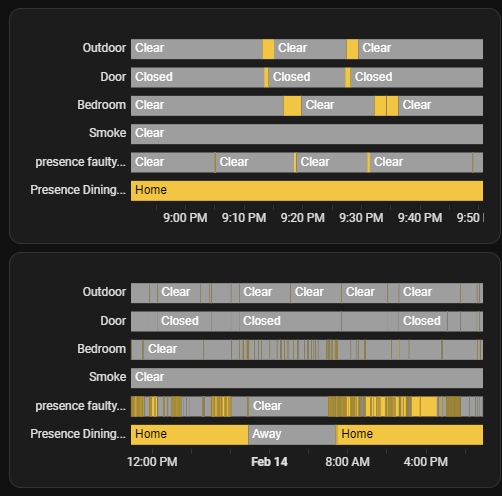 Outdoor Clear Clear Clear
Door Closed Closed Closed
Bedroom Clear Clear Clear
Smoke Clear
presence faulty... Clear Clear Clear Clear
Presence Dining... Home
9:00 PM 9:10 PM 9:20 PM 9:30 PM 9:40 PM 9:50
Outdoor Clear Clear Clear Clear Clear
Door Closed Closed Closed
Bedroom Clear
Smoke Clear
presence faulty... Clear
Presence Dining... Home Away Home
12:00 PM Feb 14 8:00 AM 4:00 PM